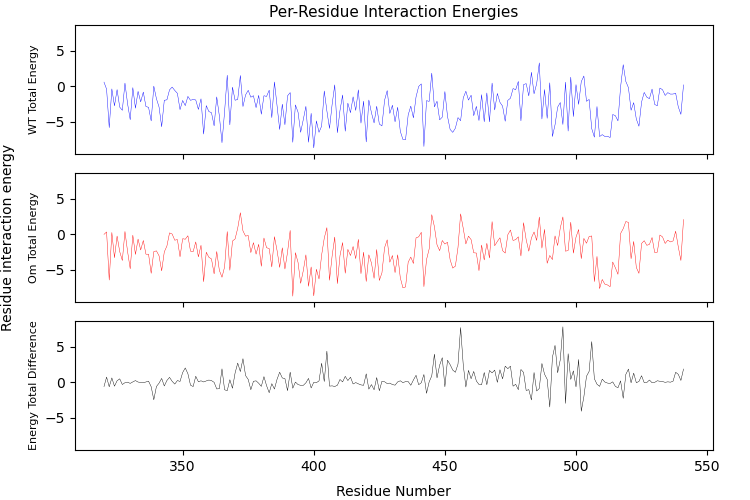 Per-Residue Interaction Energies
Residue interaction energy
WT Total Energy
5
0
−5
Om Total Energy
5
0
−5
Energy Total Difference
5
0
−5
350
400
450
500
550
Residue Number